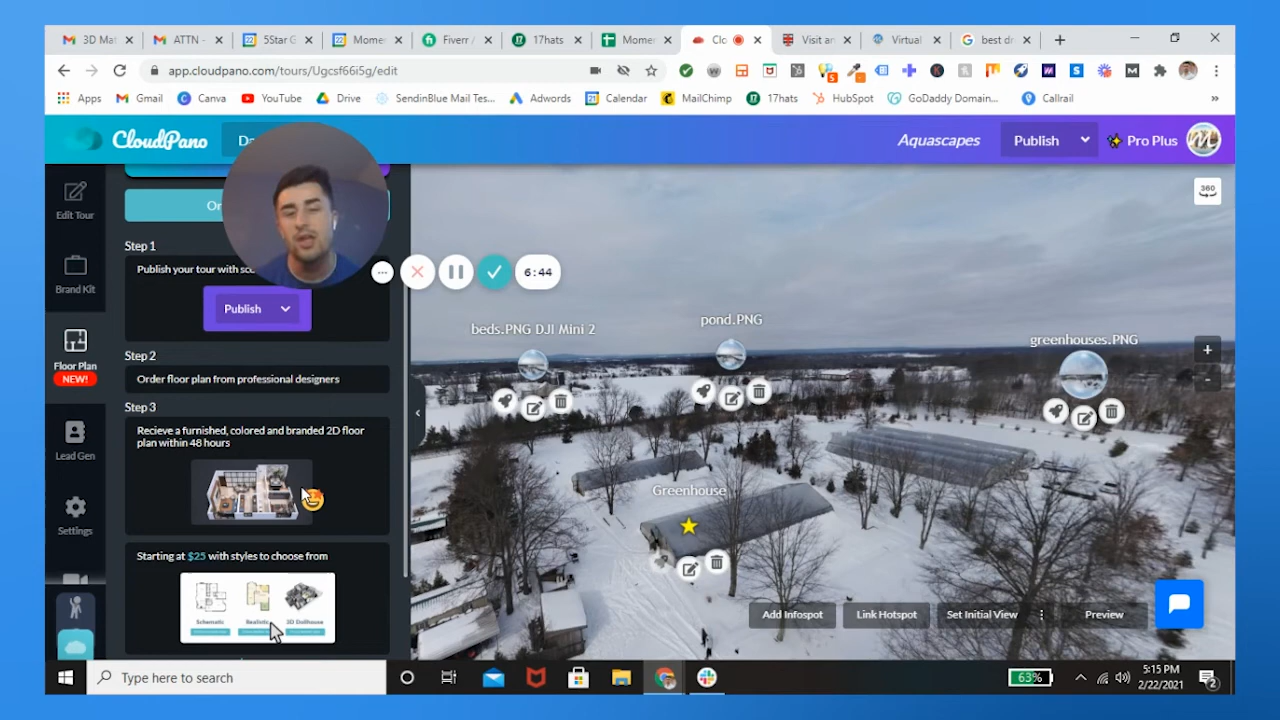 3D Mat
ATTN -
5Star G
Mome
Fiverr /
17hats
Mome
Clo
Visit an
Virtual
best dr
app.cloudpano.com/tours/Ugcsf66i5g/edit
Apps
Gmail
Canva
YouTube
Drive
SendinBlue Mail Tes...
Adwords
Calendar
MailChimp
17hats
HubSpot
GoDaddy Domain...
Callrail
»
CloudPano
Da
Aquascapes
Publish
Pro Plus
360
Edit Tour
Brand Kit
Floor Plan
NEW!
Lead Gen
Settings
Or
Step 1
Publish your tour with sc
Publish
Step 2
Order floor plan from professional designers
Step 3
Recieve a furnished, colored and branded 2D floor
plan within 48 hours
Starting at $25 with styles to choose from
Schematic
Realistic
3D Dollhouse
6:44
beds.PNG DJI Mini 2
pond.PNG
greenhouses.PNG
Greenhouse
+
-
Add Infospot
Link Hotspot
Set Initial View
Preview
Type here to search
63%
5:15 PM
2/22/2021
2